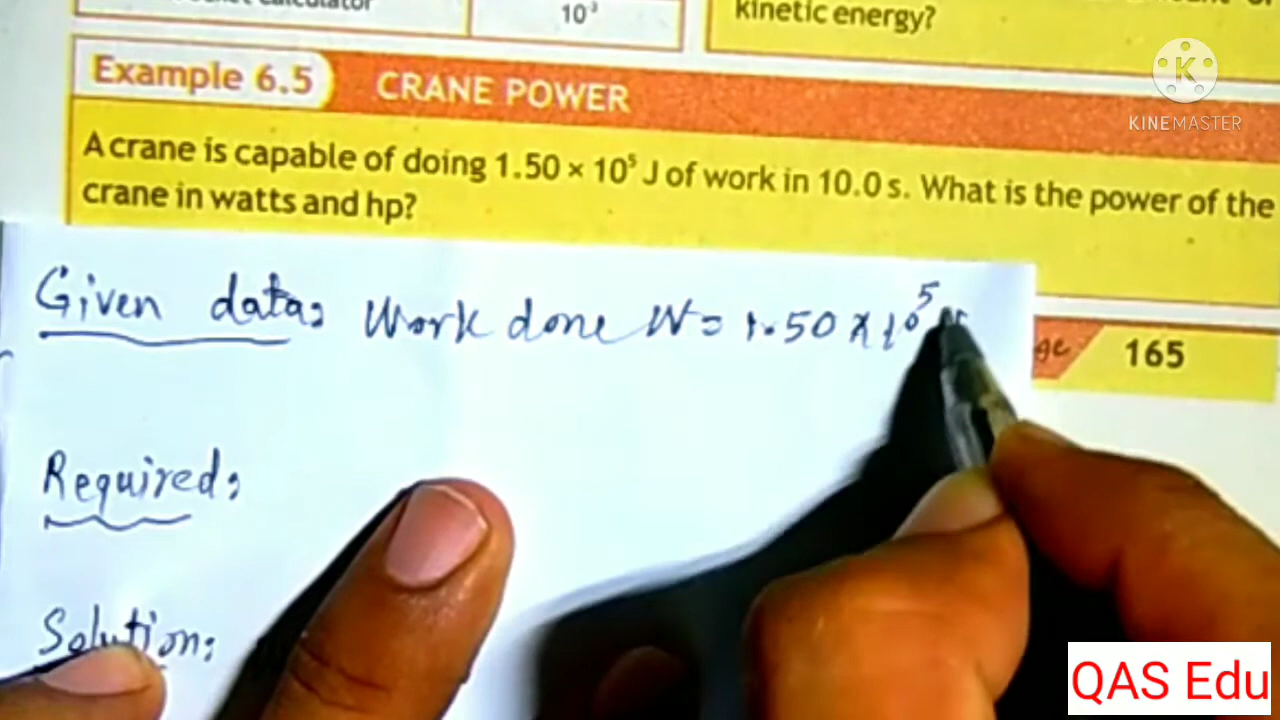 10⁻³
kinetic energy?
Example 6.5 CRANE POWER
A crane is capable of doing 1.50 × 10⁵ J of work in 10.0 s. What is the power of the
crane in watts and hp?
Given data: Work done W = 1.50 x 10⁵
165
Required:
Solution:
K
KINEMASTER
QAS Edu